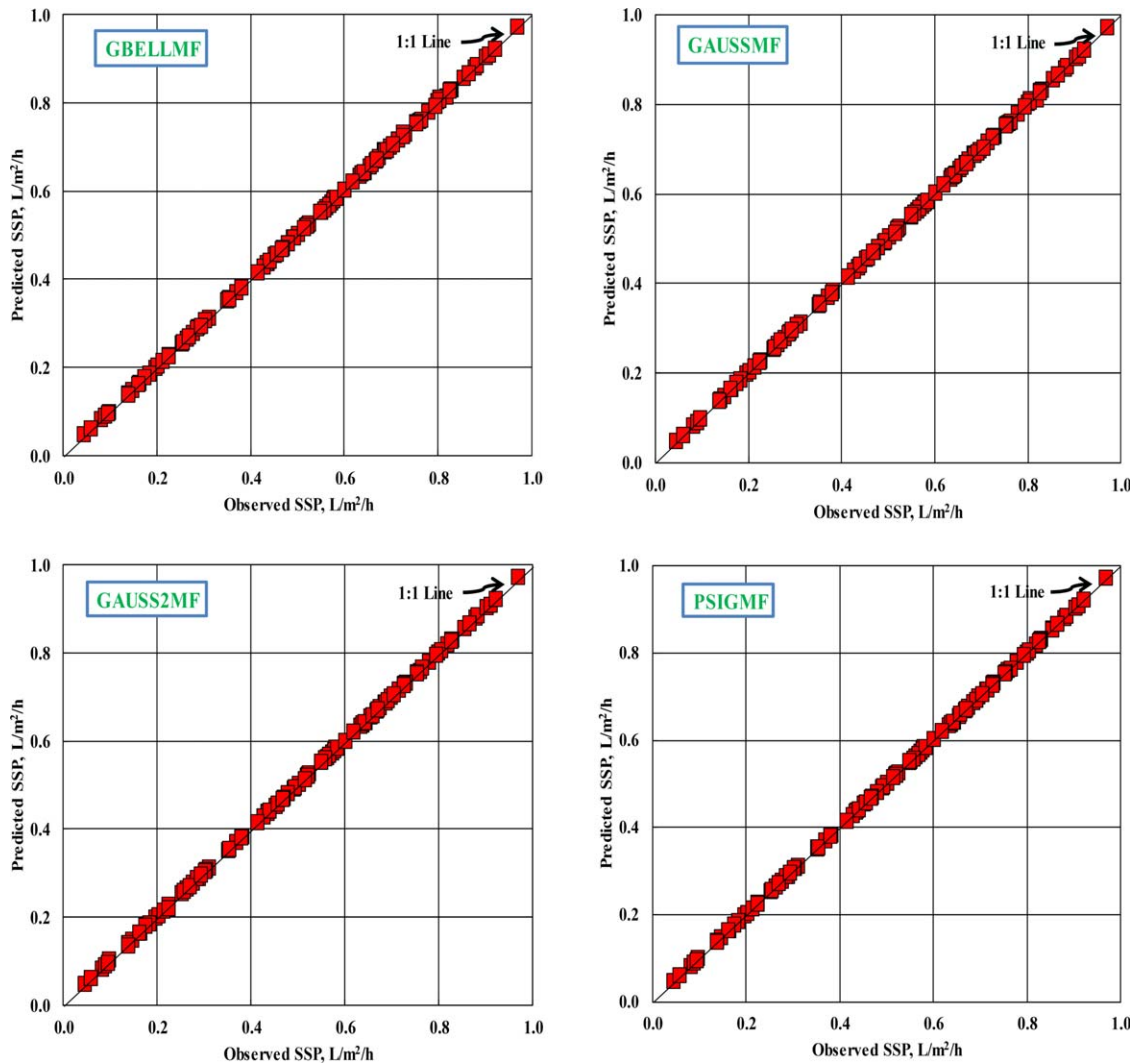 1.0
0.8
0.6
0.4
0.2
0.0
Predicted SSP, L/m²/h
GBELLMF
1:1 Line
0.0 0.2 0.4 0.6 0.8 1.0
Observed SSP, L/m²/h
1.0
0.8
0.6
0.4
0.2
0.0
Predicted SSP, L/m²/h
GAUSSMF
1:1 Line
0.0 0.2 0.4 0.6 0.8 1.0
Observed SSP, L/m²/h
1.0
0.8
0.6
0.4
0.2
0.0
Predicted SSP, L/m²/h
GAUSS2MF
1:1 Line
0.0 0.2 0.4 0.6 0.8 1.0
Observed SSP, L/m²/h
1.0
0.8
0.6
0.4
0.2
0.0
Predicted SSP, L/m²/h
PSIGMF
1:1 Line
0.0 0.2 0.4 0.6 0.8 1.0
Observed SSP, L/m²/h